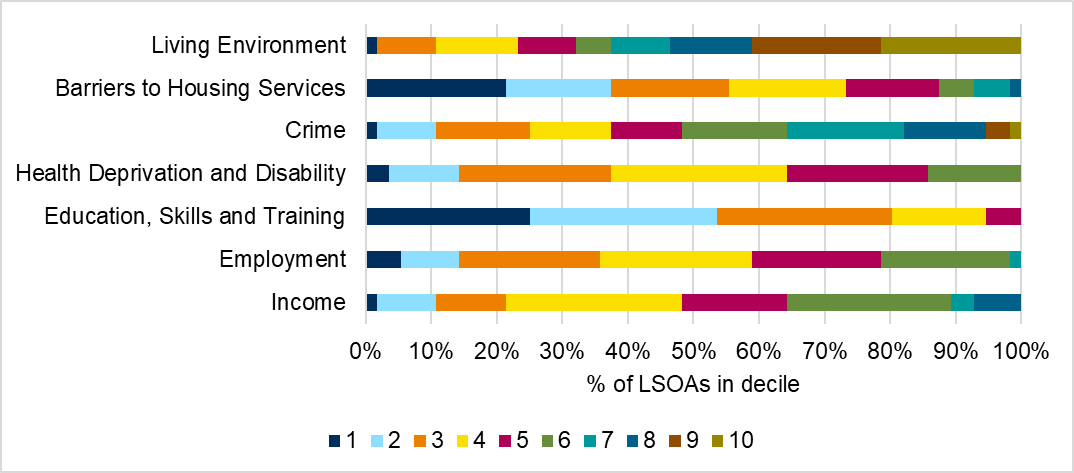 Living Environment
Barriers to Housing Services
Crime
Health Deprivation and Disability
Education, Skills and Training
Employment
Income
0% 10% 20% 30% 40% 50% 60% 70% 80% 90% 100%
% of LSOAs in decile
1 2 3 4 5 6 7 8 9 10